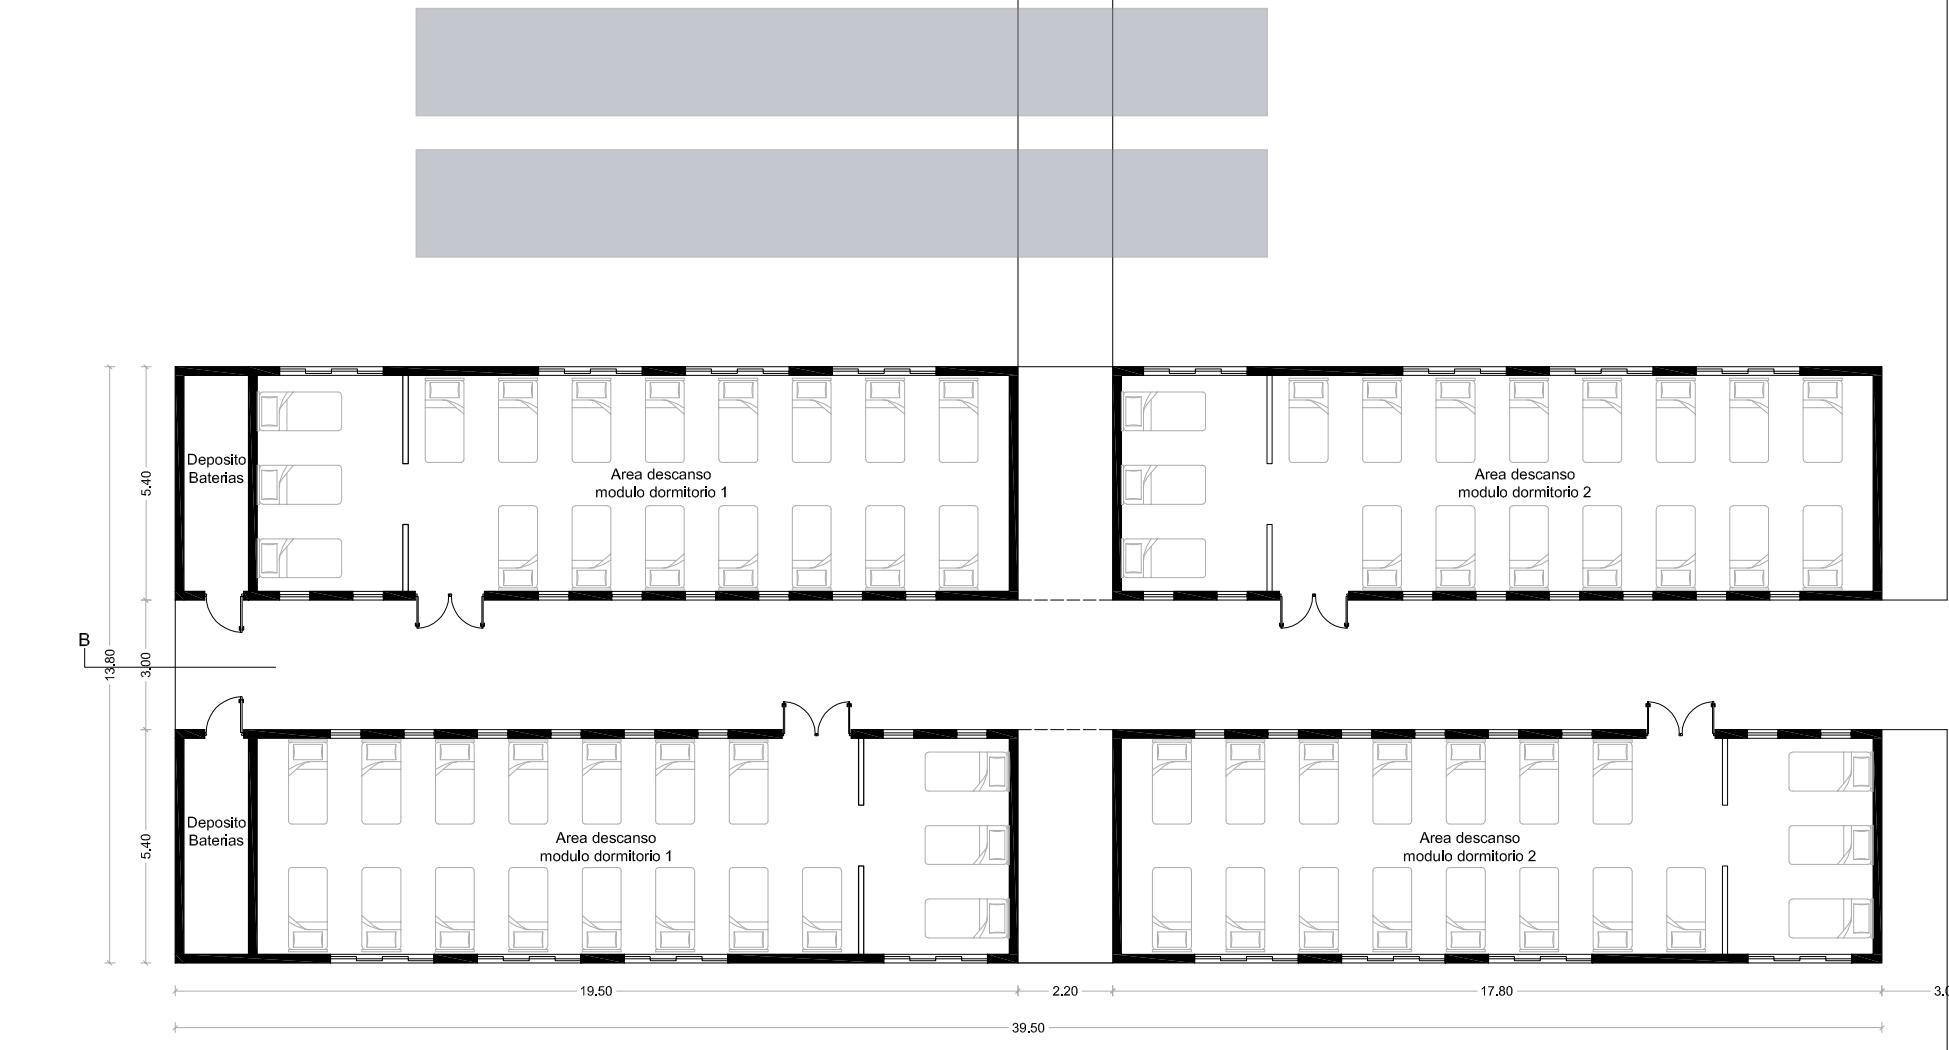 Deposito
Baterias
Area descanso
modulo dormitorio 1
Area descanso
modulo dormitorio 2
5.40
B
13.80
3.00
Deposito
Baterias
Area descanso
modulo dormitorio 1
Area descanso
modulo dormitorio 2
5.40
19.50
2.20
17.80
39.50